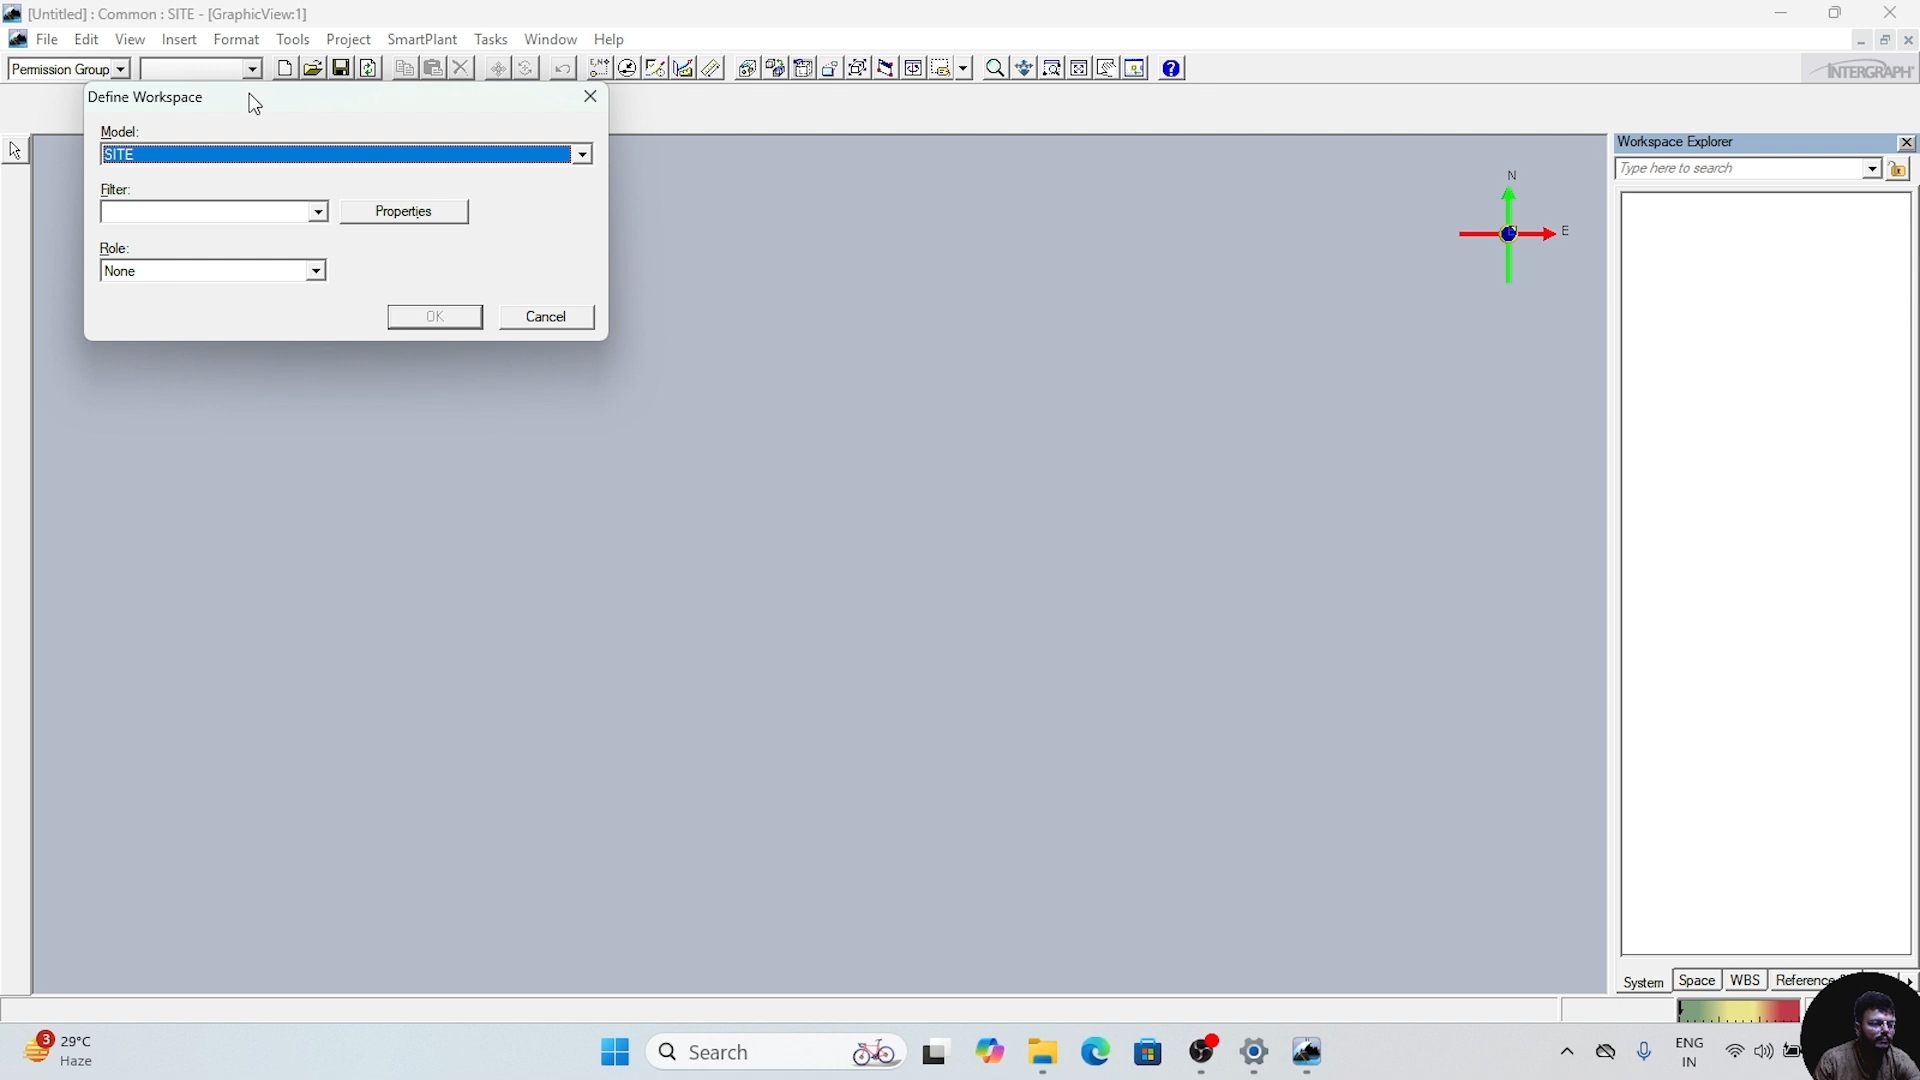 [Untitled] : Common : SITE - [GraphicView:1]
File Edit View Insert Format Tools Project SmartPlant Tasks Window Help
Permission Group
INTERGRAPH
Define Workspace
Model:
SITE
Filter:
Properties
Role:
None
OK Cancel
N
E
Workspace Explorer
Type here to search
System Space WBS Reference
3
29°C
Haze
Search
ENG
IN